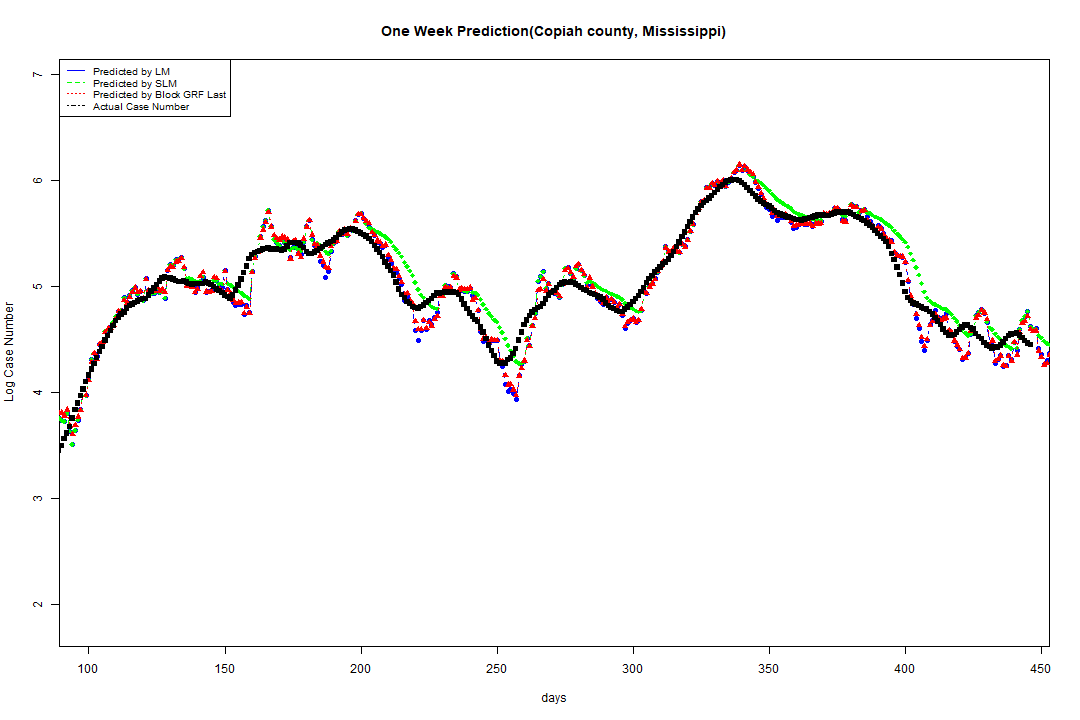 One Week Prediction(Copiah county, Mississippi)
Predicted by LM
Predicted by SLM
Predicted by Block GRF Last
Actual Case Number
7
6
5
4
3
2
Log Case Number
100 150 200 250 300 350 400 450
days